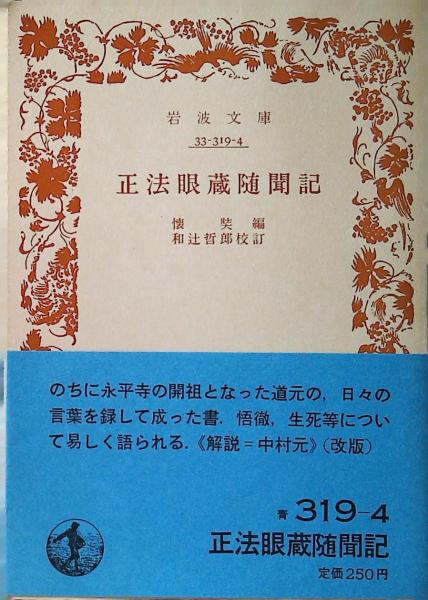 岩波文庫
33-319-4
正法眼蔵随聞記
懐奘編
和辻哲郎校訂
のちに永平寺の開祖となった道元の，日々の
言葉を録して成った書．悟徹，生死等につい
て易しく語られる．《解説＝中村元》（改版）
青 319-4
正法眼蔵随聞記
定価250円